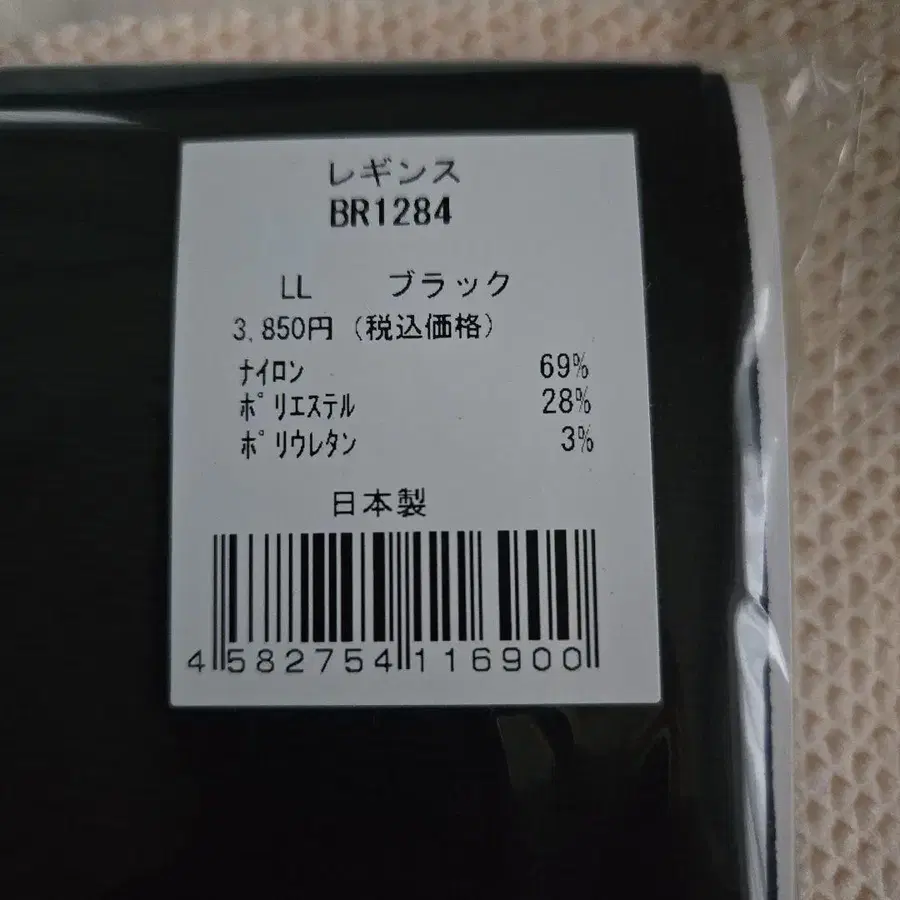 レギンス
BR1284
LL ブラック
3,850円(税込価格)
ﾅｲﾛﾝ 69%
ﾎﾟﾘｴｽﾃﾙ 28%
ﾎﾟﾘｳﾚﾀﾝ 3%
日本製
4582754116900